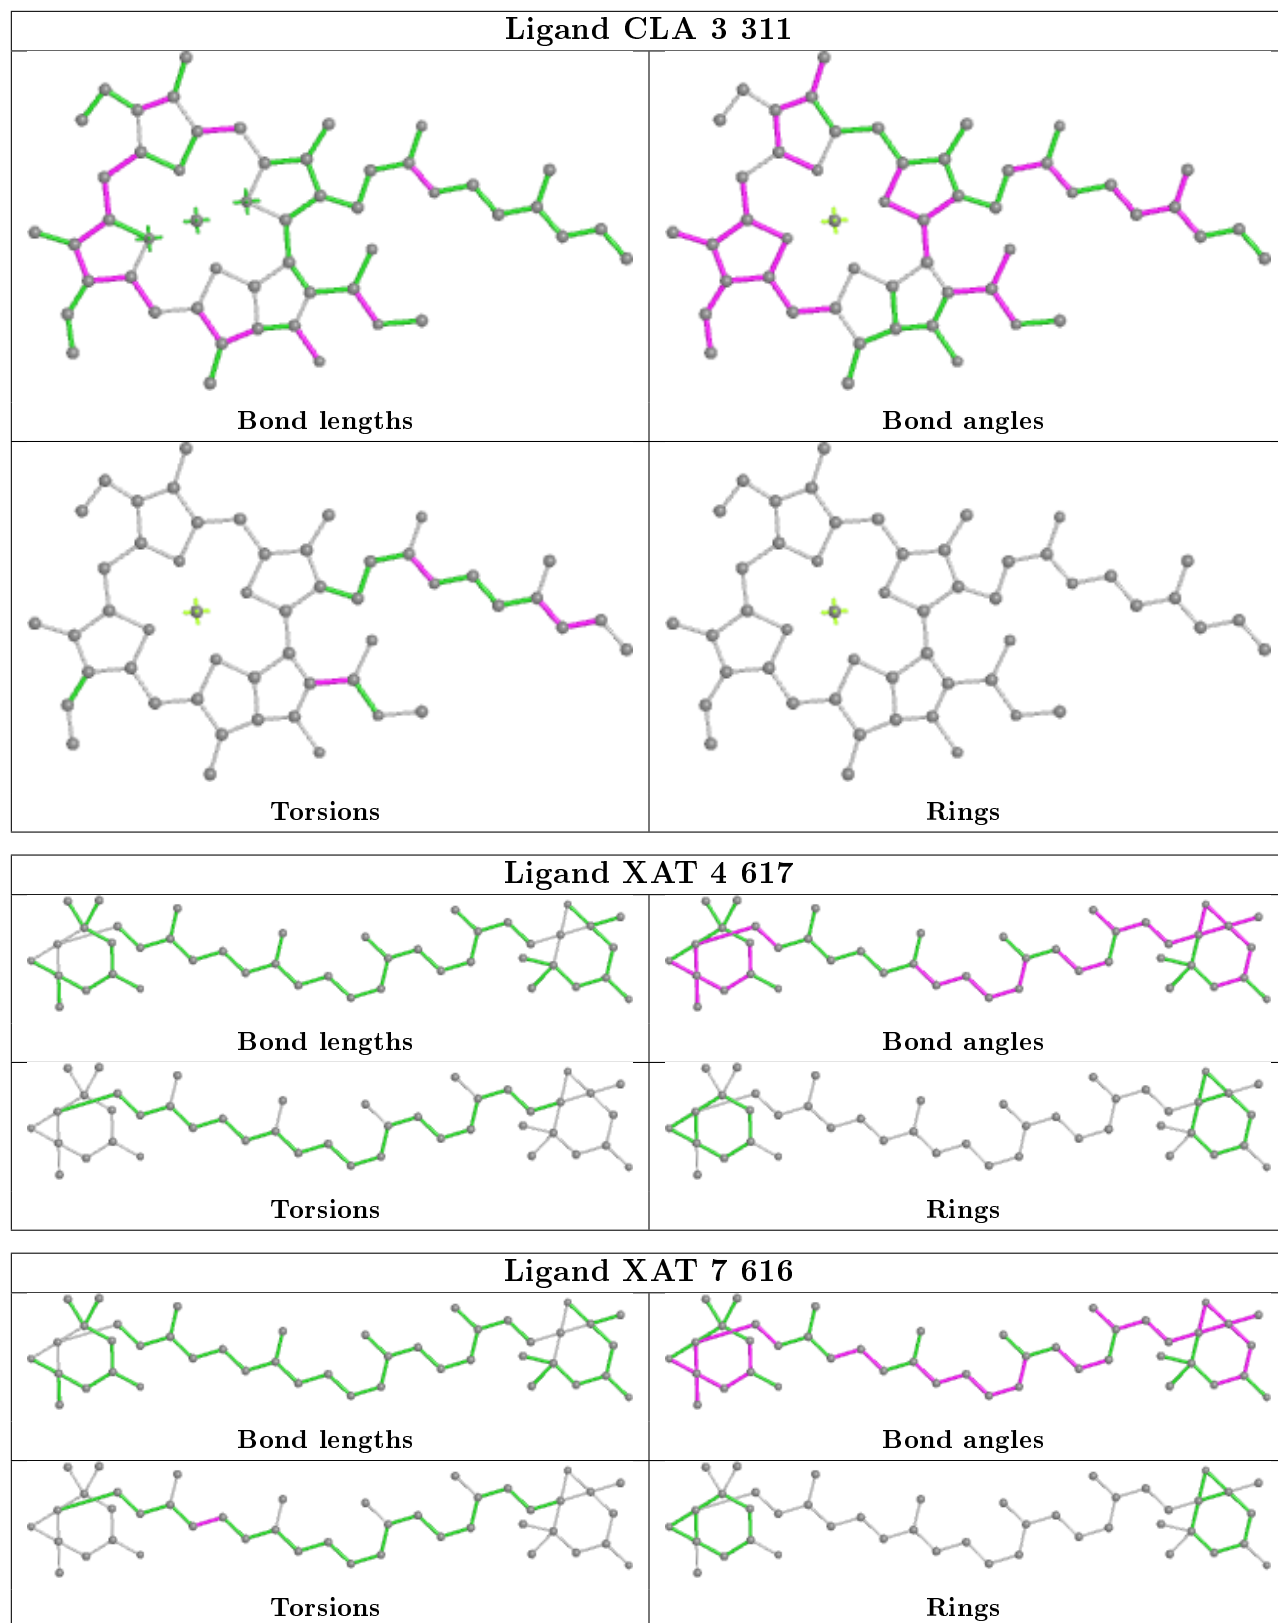 Ligand CLA 3 311
Bond lengths
Bond angles
Torsions
Rings
Ligand XAT 4 617
Bond lengths
Bond angles
Torsions
Rings
Ligand XAT 7 616
Bond lengths
Bond angles
Torsions
Rings